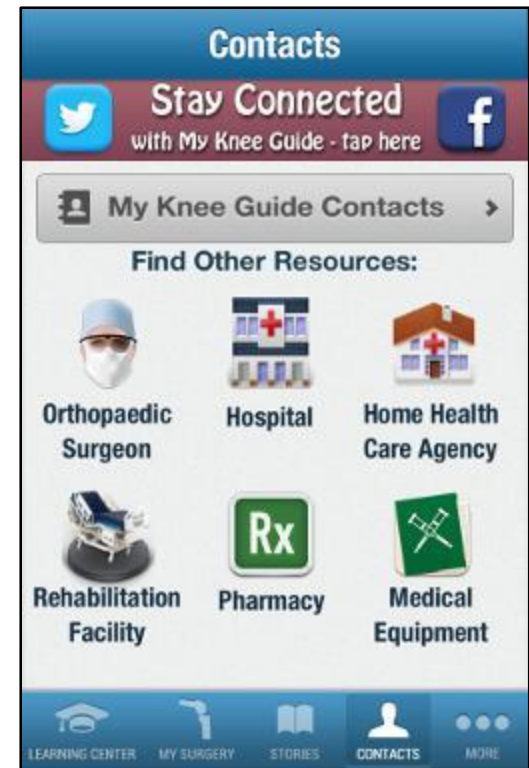 Contacts
Stay Connected
with My Knee Guide - tap here
f
My Knee Guide Contacts
Find Other Resources:
Orthopaedic
Surgeon
Hospital
Home Health
Care Agency
Rx
Rehabilitation
Facility
Pharmacy
Medical
Equipment
LEARNING CENTER
MY SURGERY
STORIES
CONTACTS
MORE